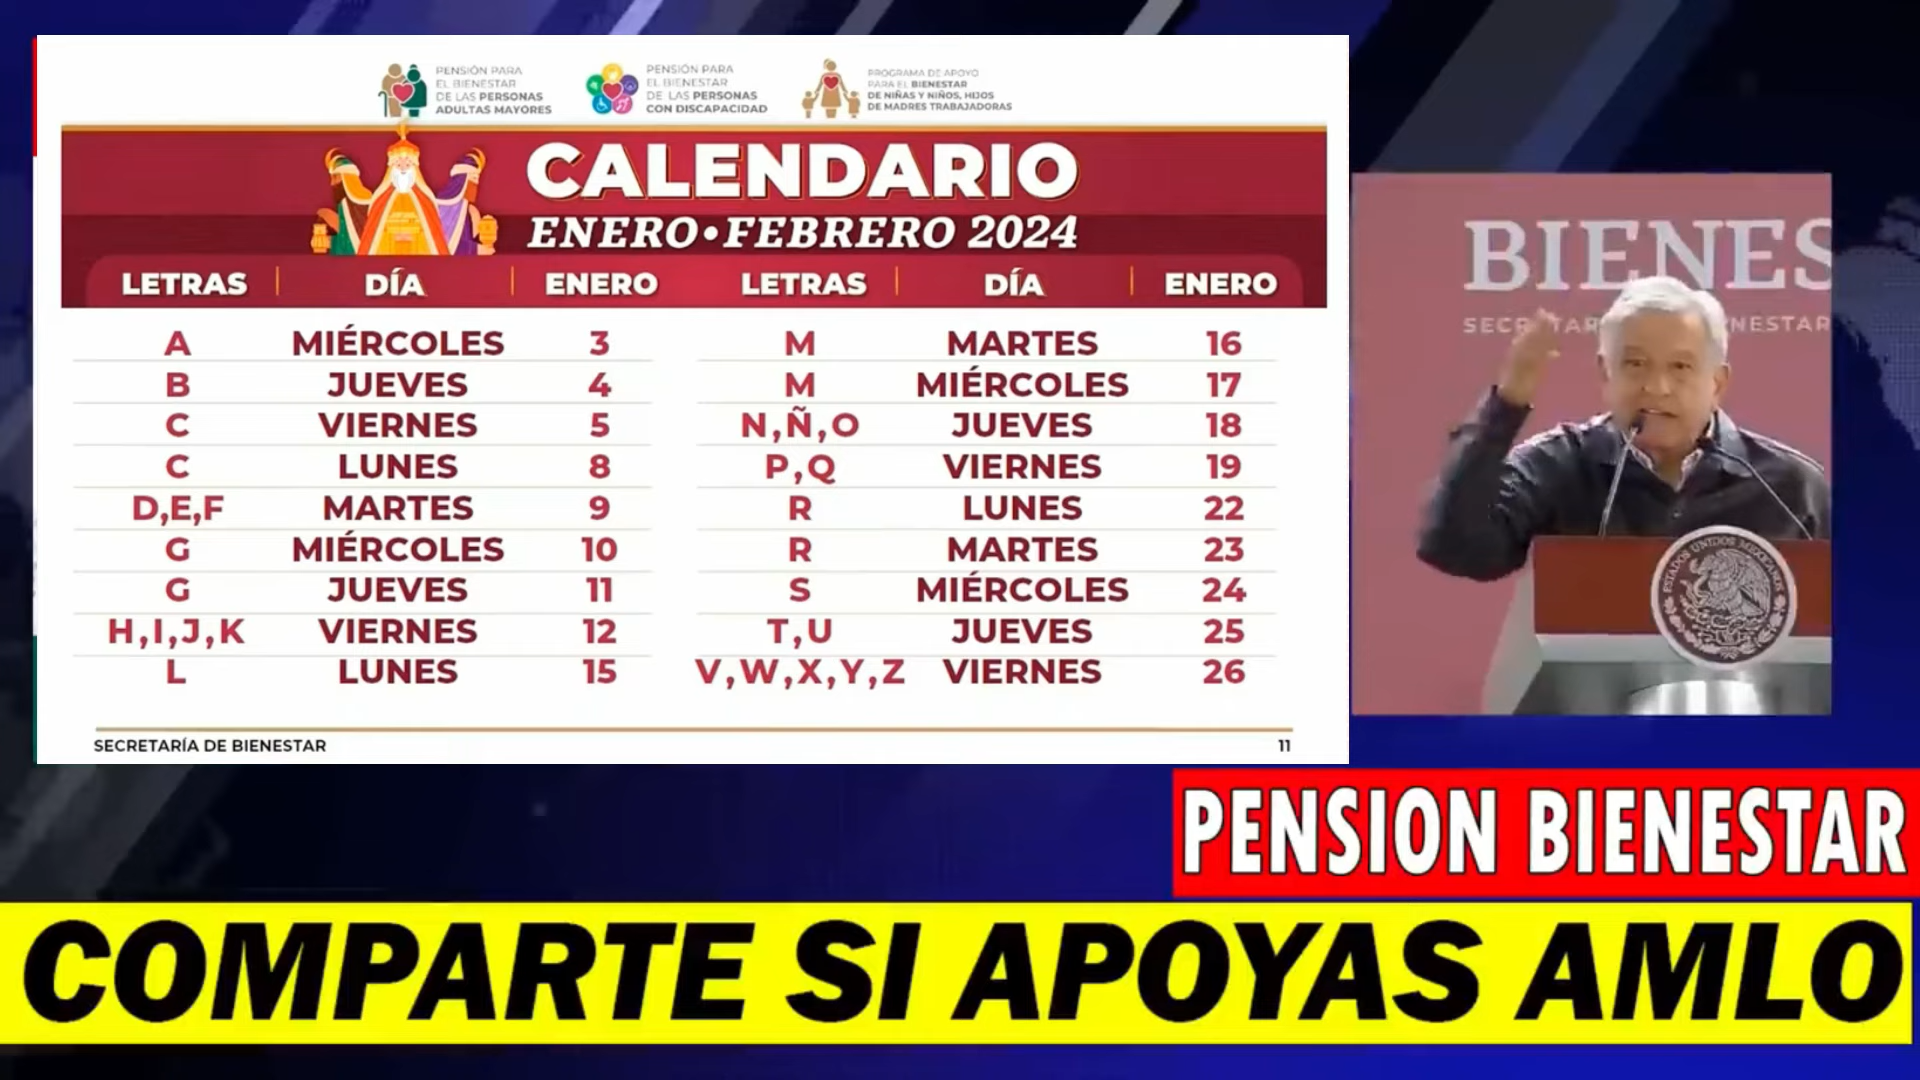 PENSIÓN PARA
EL BIENESTAR
DE LAS PERSONAS
ADULTAS MAYORES
PENSIÓN PARA
EL BIENESTAR
DE LAS PERSONAS
CON DISCAPACIDAD
PROGRAMA DE APOYO
PARA EL BIENESTAR
DE NIÑAS Y NIÑOS, HIJOS
DE MADRES TRABAJADORAS
CALENDARIO
ENERO•FEBRERO 2024
LETRAS DÍA ENERO LETRAS DÍA ENERO
A MIÉRCOLES 3 M MARTES 16
B JUEVES 4 M MIÉRCOLES 17
C VIERNES 5 N,Ñ,O JUEVES 18
C LUNES 8 P,Q VIERNES 19
D,E,F MARTES 9 R LUNES 22
G MIÉRCOLES 10 R MARTES 23
G JUEVES 11 S MIÉRCOLES 24
H,I,J,K VIERNES 12 T,U JUEVES 25
L LUNES 15 V,W,X,Y,Z VIERNES 26
SECRETARÍA DE BIENESTAR 11
BIENES
ESTADOS UNIDOS MEXICANOS
PENSION BIENESTAR
COMPARTE SI APOYAS AMLO